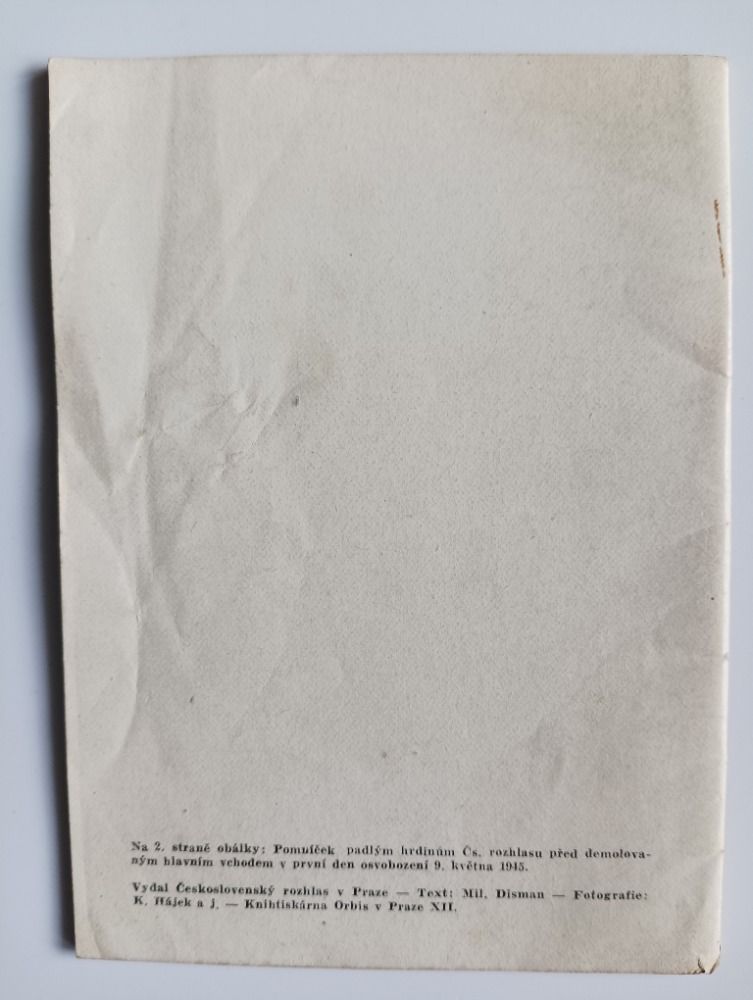 Na 2. straně obálky: Pomníček padlým hrdinům Čs. rozhlasu před demolova-
ným hlavním vchodem v první den osvobození 9. května 1945.
Vydal Československý rozhlas v Praze — Text: Mil. Disman — Fotografie:
K. Hájek a j. — Knihtiskárna Orbis v Praze XII.